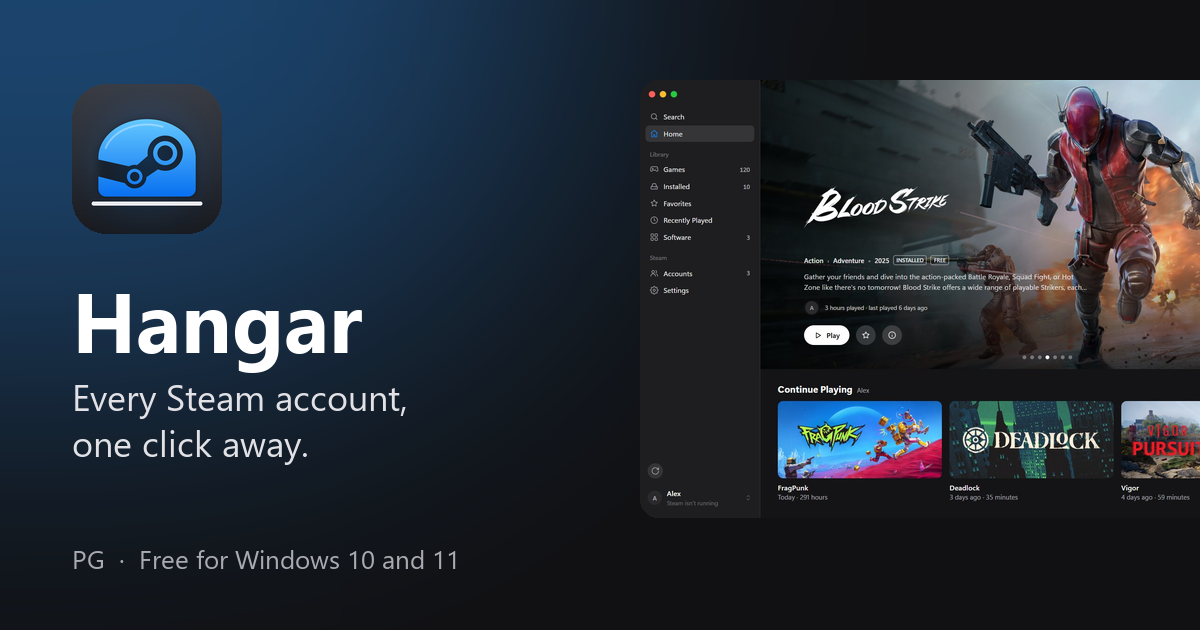 Hangar
Every Steam account,
one click away.
PG · Free for Windows 10 and 11
Search
Home
Library
Games 120
Installed 10
Favorites
Recently Played
Software 3
Steam
Accounts 3
Settings
A Alex
Steam isn't running
BLOOD STRIKE
Action · Adventure · 2025 INSTALLED FREE
Gather your friends and dive into the action-packed Battle Royale, Squad Fight, or Hot
Zone like there's no tomorrow! Blood Strike offers a wide range of playable Strikers, each...
A 3 hours played · last played 6 days ago
Play
Continue Playing Alex
FRAGPUNK
DEADLOCK
VIGOR
PURSUIT
FragPunk
Today · 291 hours
Deadlock
3 days ago · 35 minutes
Vigor
4 days ago · 59 minutes